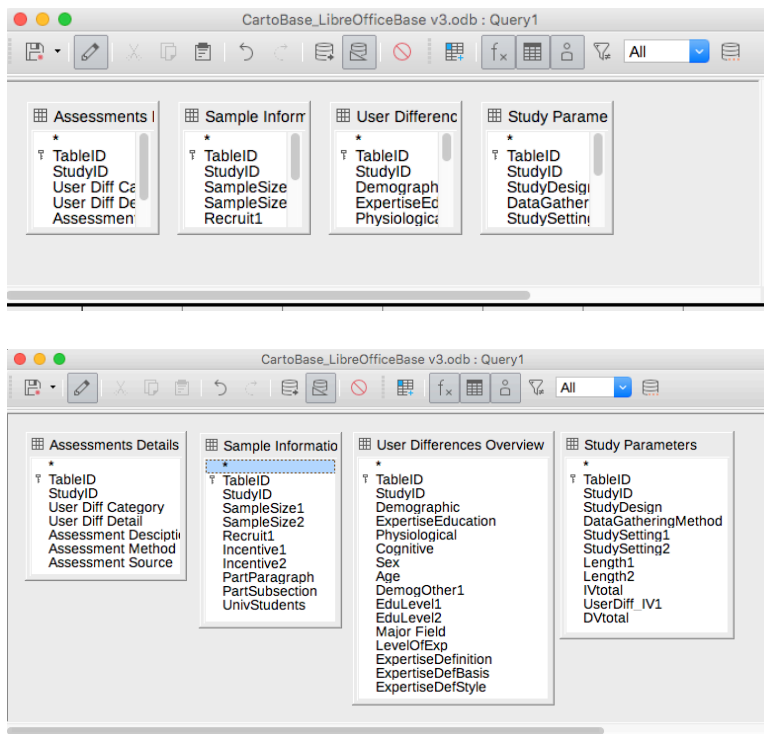 CartoBase_LibreOfficeBase v3.odb : Query1
fx All
Assessments I
*
TableID
StudyID
User Diff Ca
User Diff De
Assessmen
Sample Inform
*
TableID
StudyID
SampleSize
SampleSize
Recruit1
User Differenc
*
TableID
StudyID
Demograph
ExpertiseEd
Physiologica
Study Parame
*
TableID
StudyID
StudyDesign
DataGather
StudySetting
CartoBase_LibreOfficeBase v3.odb : Query1
fx All
Assessments Details
*
TableID
StudyID
User Diff Category
User Diff Detail
Assessment Desciptio
Assessment Method
Assessment Source
Sample Informatio
*
TableID
StudyID
SampleSize1
SampleSize2
Recruit1
Incentive1
Incentive2
PartParagraph
PartSubsection
UnivStudents
User Differences Overview
*
TableID
StudyID
Demographic
ExpertiseEducation
Physiological
Cognitive
Sex
Age
DemogOther1
EduLevel1
EduLevel2
Major Field
LevelOfExp
ExpertiseDefinition
ExpertiseDefBasis
ExpertiseDefStyle
Study Parameters
*
TableID
StudyID
StudyDesign
DataGatheringMethod
StudySetting1
StudySetting2
Length1
Length2
IVtotal
UserDiff_IV1
DVtotal